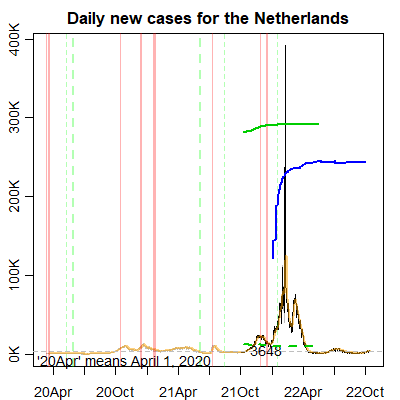 Daily new cases for the Netherlands
400K
300K
200K
100K
0K
3648
'20Apr' means April 1, 2020
20Apr 20Oct 21Apr 21Oct 22Apr 22Oct